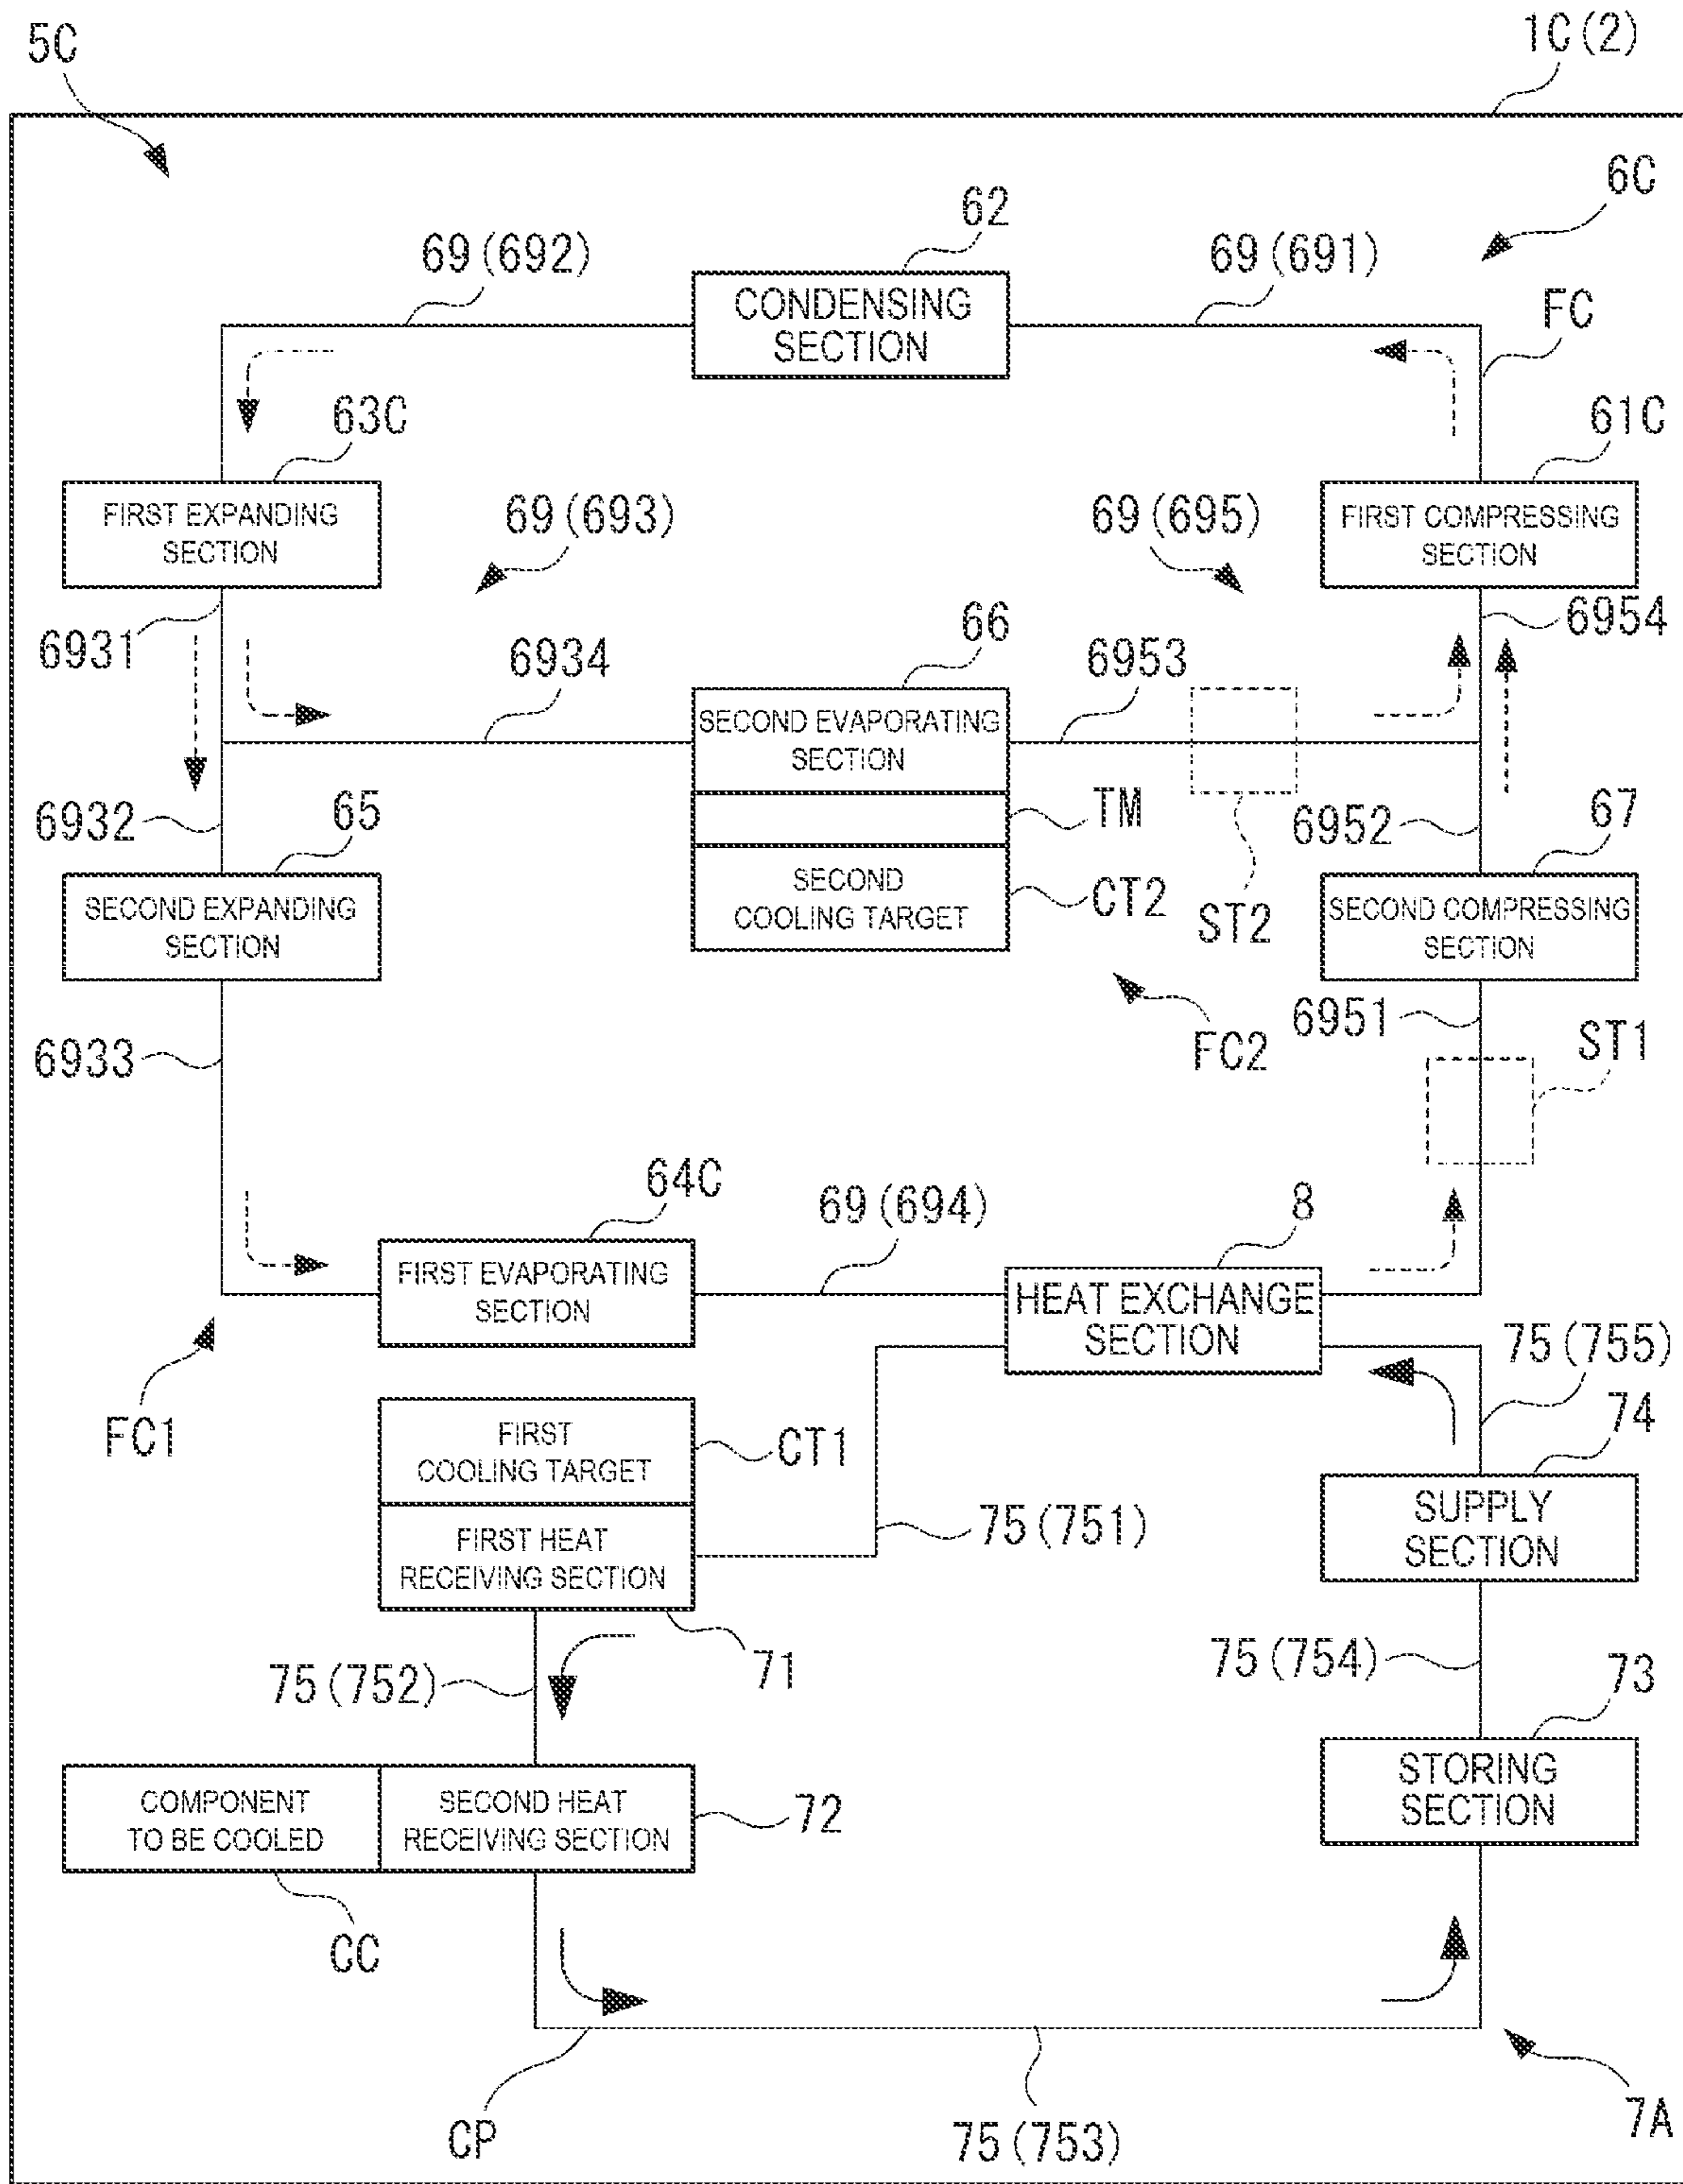 5C
1C(2)
6C
62
69(692)
69(691)
CONDENSING
SECTION
FC
63C
61C
FIRST EXPANDING
SECTION
69(693)
69(695)
FIRST COMPRESSING
SECTION
6931
6934
66
6953
6954
SECOND EVAPORATING
SECTION
6932
65
TM
6952
67
SECOND EXPANDING
SECTION
SECOND
COOLING TARGET
CT2
ST2
SECOND COMPRESSING
SECTION
6933
FC2
6951
ST1
64C
69(694)
8
FIRST EVAPORATING
SECTION
HEAT EXCHANGE
SECTION
75(755)
FC1
FIRST
COOLING TARGET
CT1
74
FIRST HEAT
RECEIVING SECTION
75(751)
SUPPLY
SECTION
75(752)
71
75(754)
73
COMPONENT
TO BE COOLED
SECOND HEAT
RECEIVING SECTION
72
STORING
SECTION
CC
CP
75(753)
7A